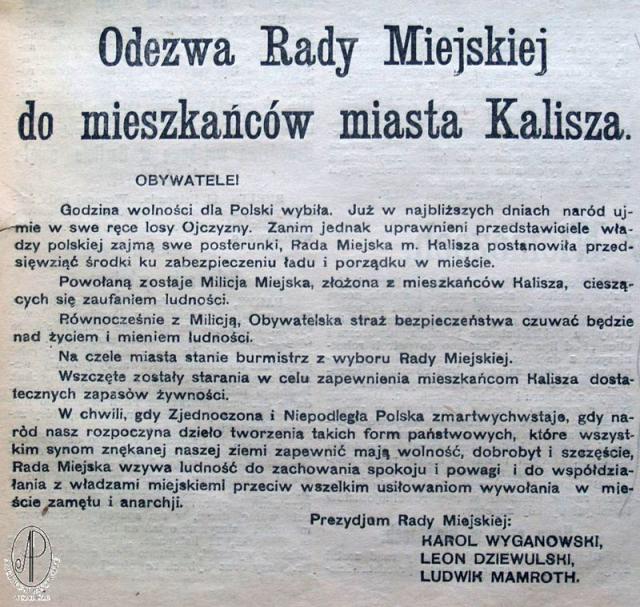 Odezwa Rady Miejskiej
do mieszkańców miasta Kalisza.
OBYWATELE!
Godzina wolności dla Polski wybiła. Już w najbliższych dniach naród uj-
mie w swe ręce losy Ojczyzny. Zanim jednak uprawnieni przedstawiciele wła-
dzy polskiej zajmą swe posterunki, Rada Miejska m. Kalisza postanowiła przed-
sięwziąć środki ku zabezpieczeniu ładu i porządku w mieście.
Powołaną zostaje Milicja Miejska, złożona z mieszkańców Kalisza, cieszą-
cych się zaufaniem ludności.
Równocześnie z Milicją, Obywatelska straż bezpieczeństwa czuwać będzie
nad życiem i mieniem ludności.
Na czele miasta stanie burmistrz z wyboru Rady Miejskiej.
Wszczęte zostały starania w celu zapewnienia mieszkańcom Kalisza dosta-
tecznych zapasów żywności.
W chwili, gdy Zjednoczona i Niepodległa Polska zmartwychwstaje, gdy na-
ród nasz rozpoczyna dzieło tworzenia takich form państwowych, które wszyst-
kim synom znękanej naszej ziemi zapewnić mają wolność, dobrobyt i szczęście,
Rada Miejska wzywa ludność do zachowania spokoju i powagi i do współdzia-
łania z władzami miejskiemi przeciw wszelkim usiłowaniom wywołania w mie-
ście zamętu i anarchji.
Prezydjum Rady Miejskiej:
KAROL WYGANOWSKI,
LEON DZIEWULSKI,
LUDWIK MAMROTH.